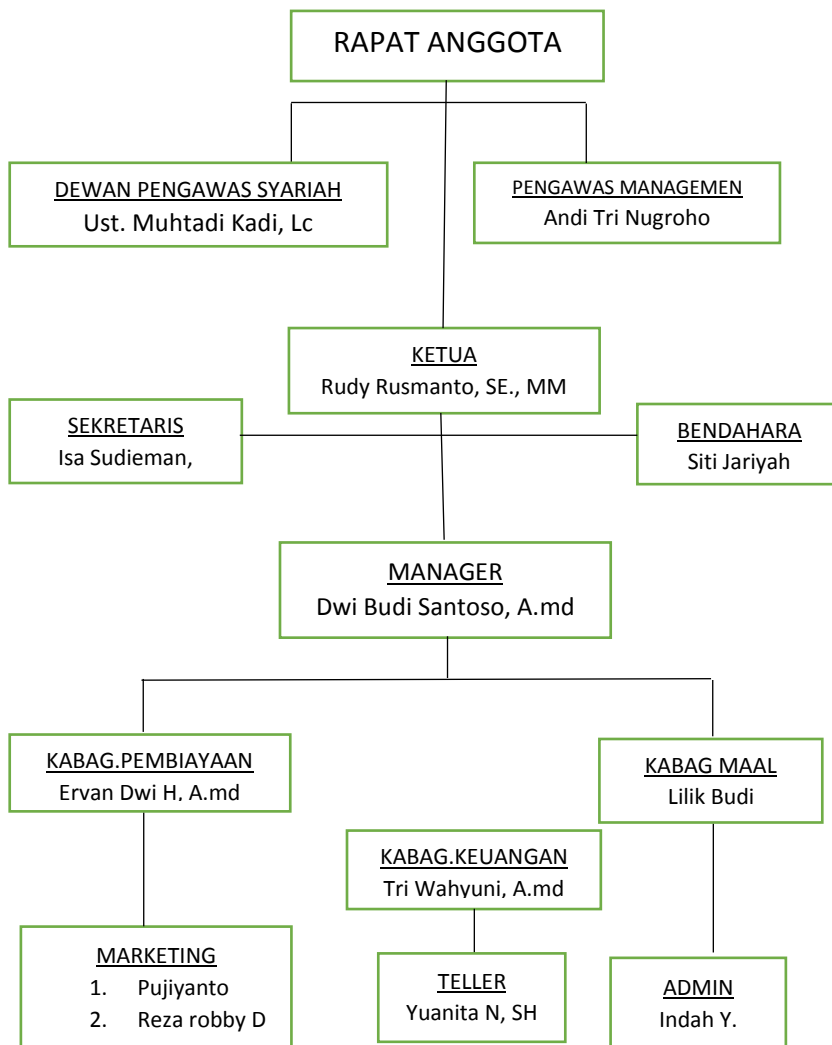 RAPAT ANGGOTA
DEWAN PENGAWAS SYARIAH
Ust. Muhtadi Kadi, Lc
PENGAWAS MANAGEMEN
Andi Tri Nugroho
KETUA
Rudy Rusmanto, SE., MM
SEKRETARIS
Isa Sudieman,
BENDAHARA
Siti Jariyah
MANAGER
Dwi Budi Santoso, A.md
KABAG.PEMBIAYAAN
Ervan Dwi H, A.md
KABAG MAAL
Lilik Budi
KABAG.KEUANGAN
Tri Wahyuni, A.md
MARKETING
1. Pujiyanto
2. Reza robby D
TELLER
Yuanita N, SH
ADMIN
Indah Y.